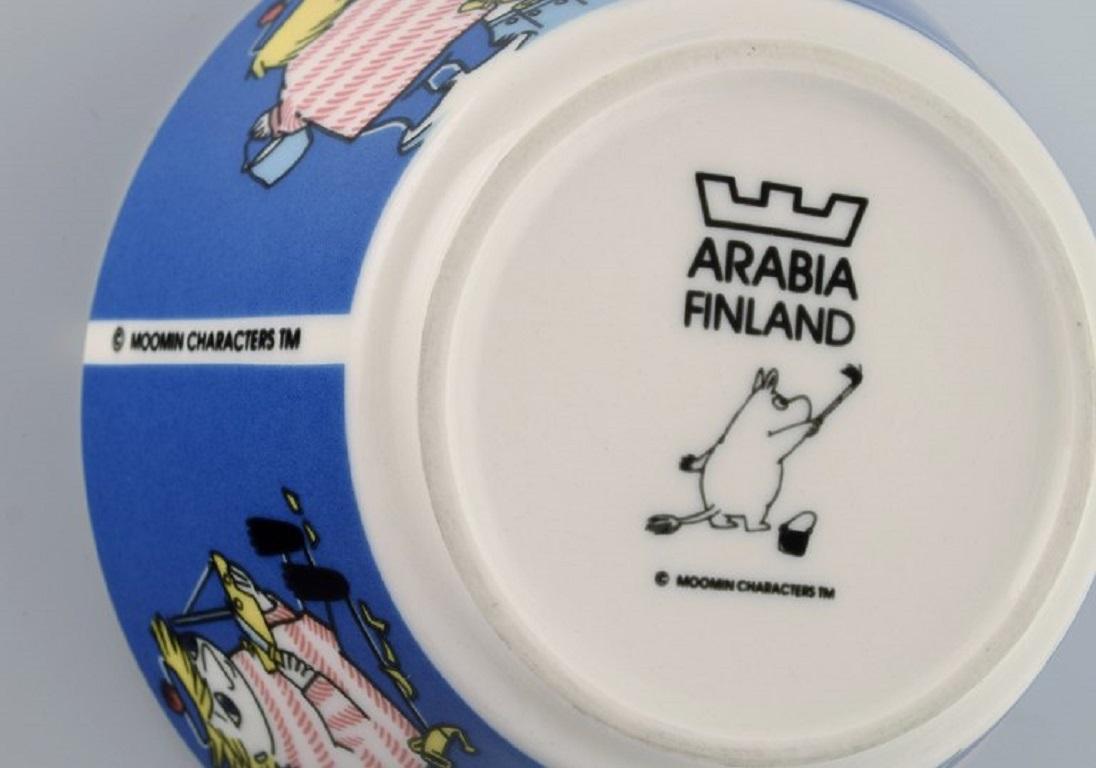 ARABIA
FINLAND
© MOOMIN CHARACTERS TM
© MOOMIN CHARACTERS TM